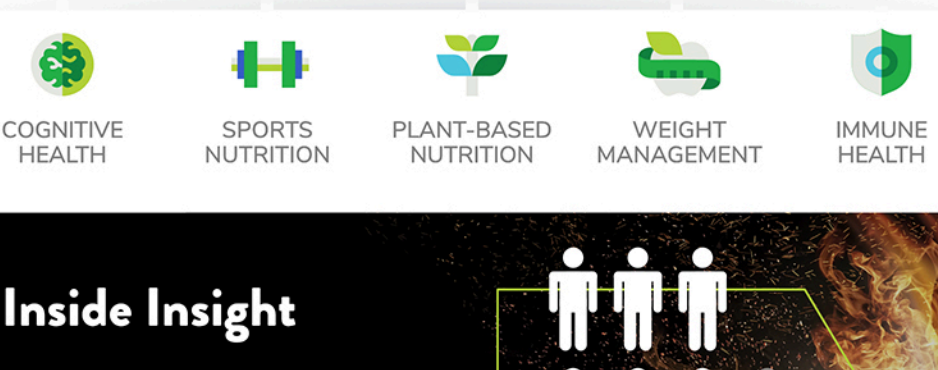 COGNITIVE
HEALTH
SPORTS
NUTRITION
PLANT-BASED
NUTRITION
WEIGHT
MANAGEMENT
IMMUNE
HEALTH
Inside Insight